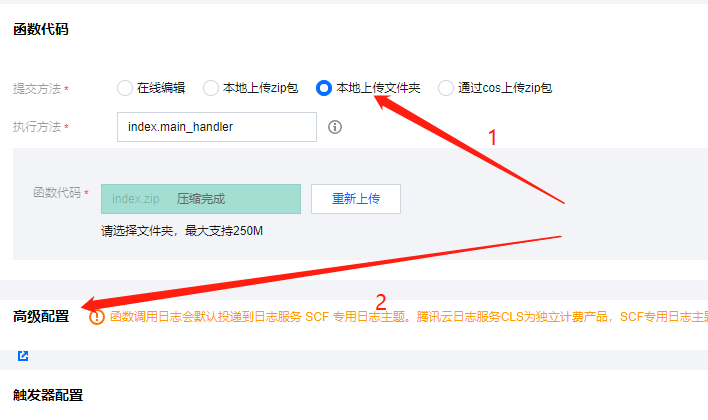 函数代码
提交方法 * 在线编辑 本地上传zip包 本地上传文件夹 通过cos上传zip包
执行方法 * index.main_handler
1
函数代码 * index.zip 压缩完成 重新上传
请选择文件夹，最大支持250M
2
高级配置 函数调用日志会默认投递到日志服务 SCF 专用日志主题。腾讯云日志服务CLS为独立计费产品，SCF专用日志主题
触发器配置